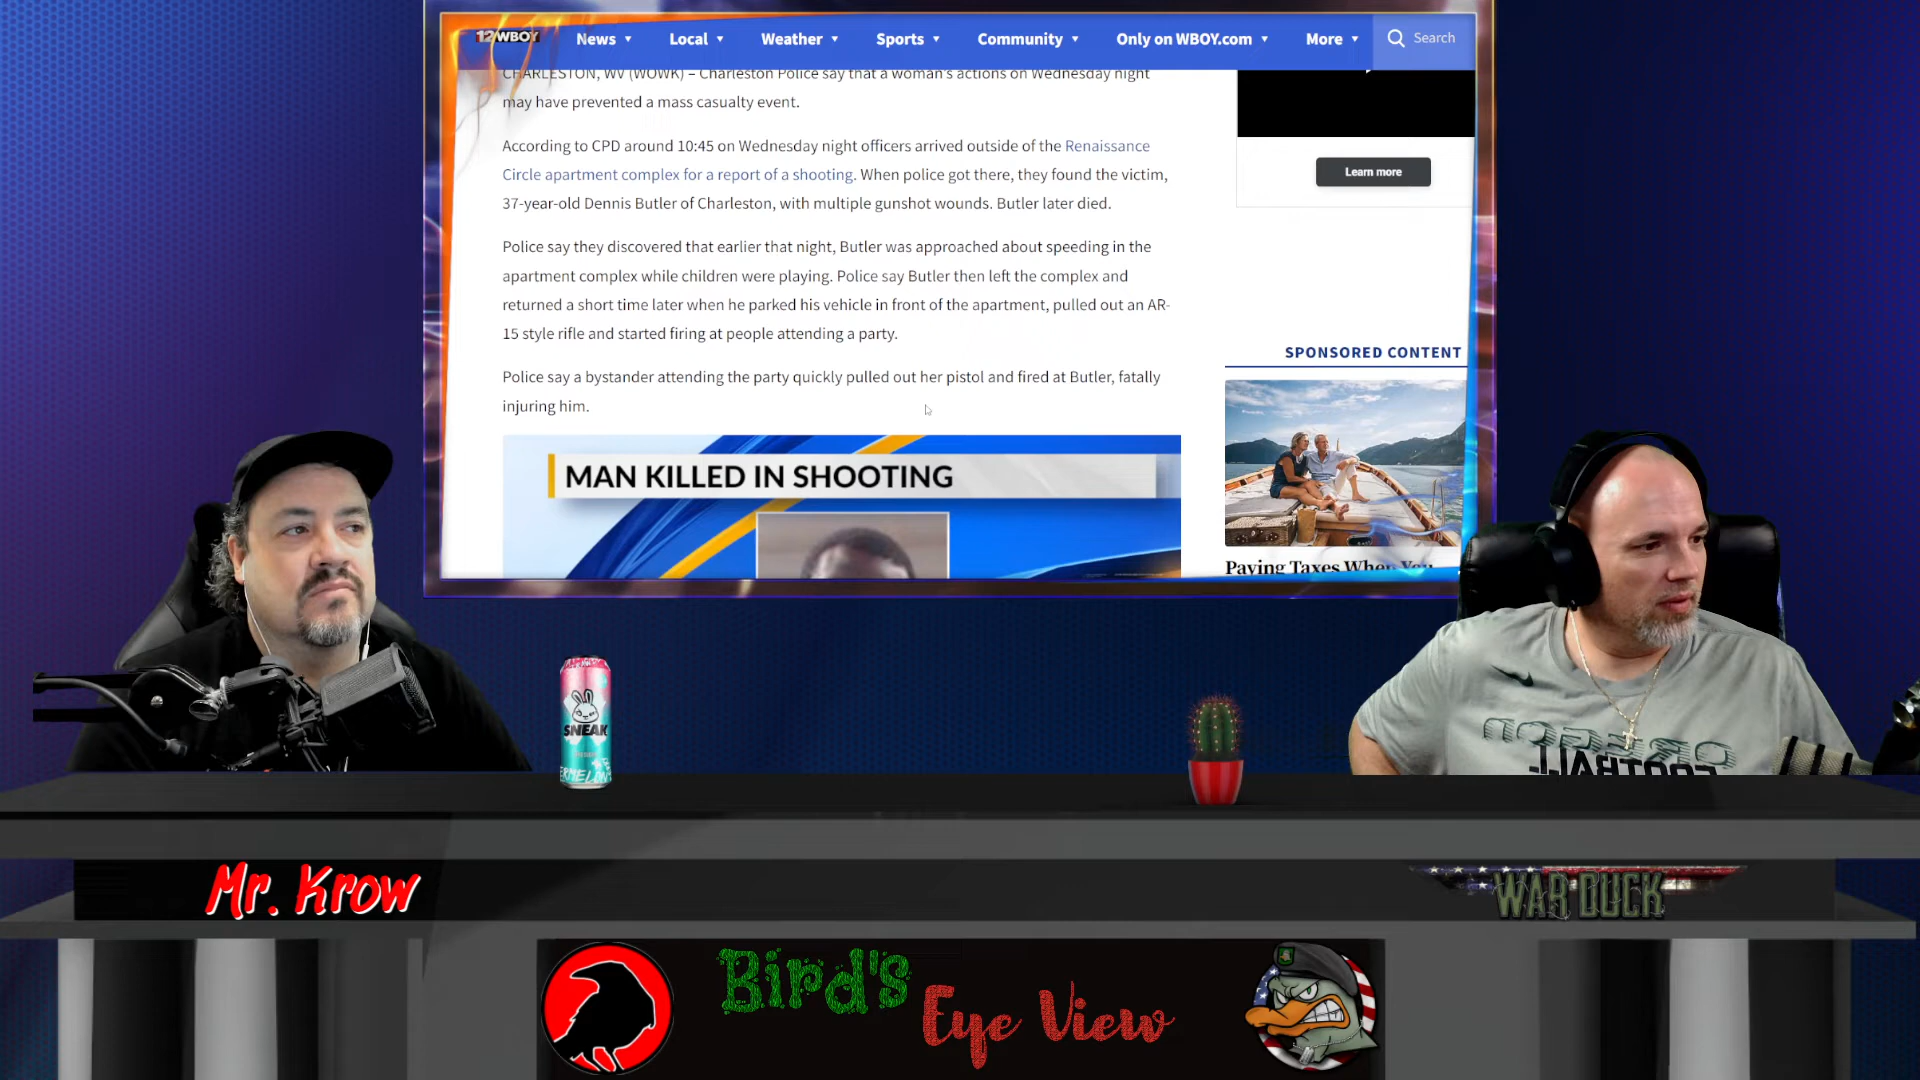 12WBOY News Local Weather Sports Community Only on WBOY.com More Search
CHARLESTON, WV (WOWK) – Charleston Police say that a woman's actions on Wednesday night
may have prevented a mass casualty event.
According to CPD around 10:45 on Wednesday night officers arrived outside of the Renaissance
Circle apartment complex for a report of a shooting. When police got there, they found the victim,
37-year-old Dennis Butler of Charleston, with multiple gunshot wounds. Butler later died.
Police say they discovered that earlier that night, Butler was approached about speeding in the
apartment complex while children were playing. Police say Butler then left the complex and
returned a short time later when he parked his vehicle in front of the apartment, pulled out an AR-
15 style rifle and started firing at people attending a party.
Police say a bystander attending the party quickly pulled out her pistol and fired at Butler, fatally
injuring him.
MAN KILLED IN SHOOTING
Learn more
SPONSORED CONTENT
Paying Taxes When You
SNEAK
OREGON
FOOTBALL
Mr. Krow
WAR DUCK
Bird's
Eye View